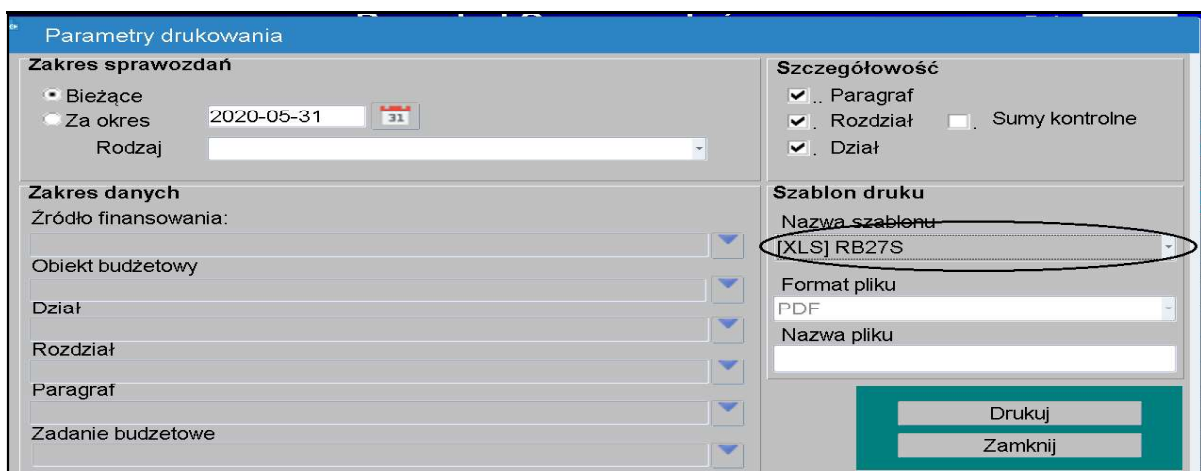 Parametry drukowania
Zakres sprawozdań
Bieżące
Za okres 2020-05-31 31
Rodzaj
Szczegółowość
.. Paragraf
. Rozdział . Sumy kontrolne
. Dział
Zakres danych
Źródło finansowania:
Obiekt budżetowy
Dział
Rozdział
Paragraf
Zadanie budzetowe
Szablon druku
Nazwa szablonu
[XLS] RB27S
Format pliku
PDF
Nazwa pliku
Drukuj
Zamknij